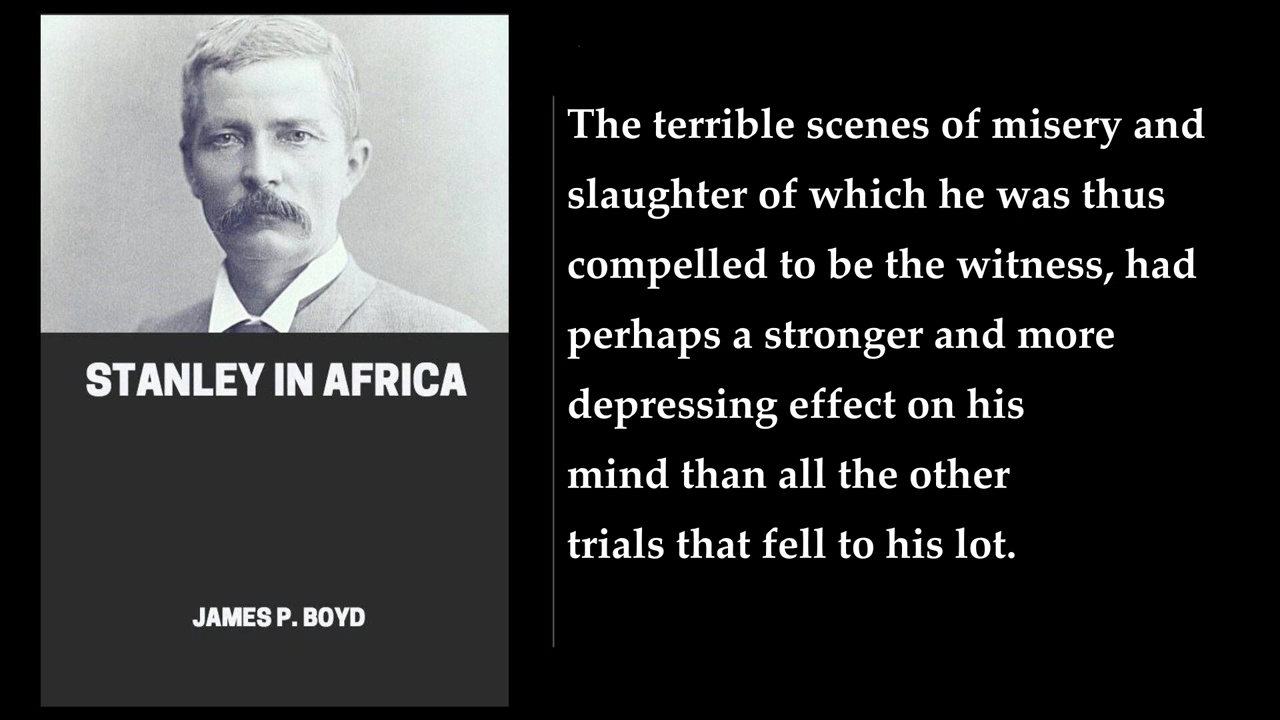 STANLEY IN AFRICA
JAMES P. BOYD
The terrible scenes of misery and
slaughter of which he was thus
compelled to be the witness, had
perhaps a stronger and more
depressing effect on his
mind than all the other
trials that fell to his lot.